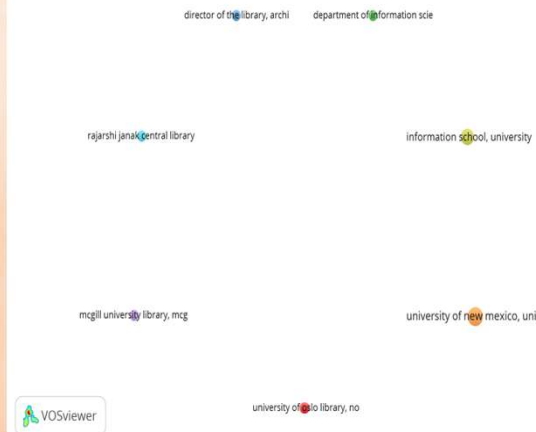 director of the library, archi
department of information scie
rajarshi janak central library
information school, university
mcgill university library, mcg
university of new mexico, uni
university of oslo library, no
VOSviewer